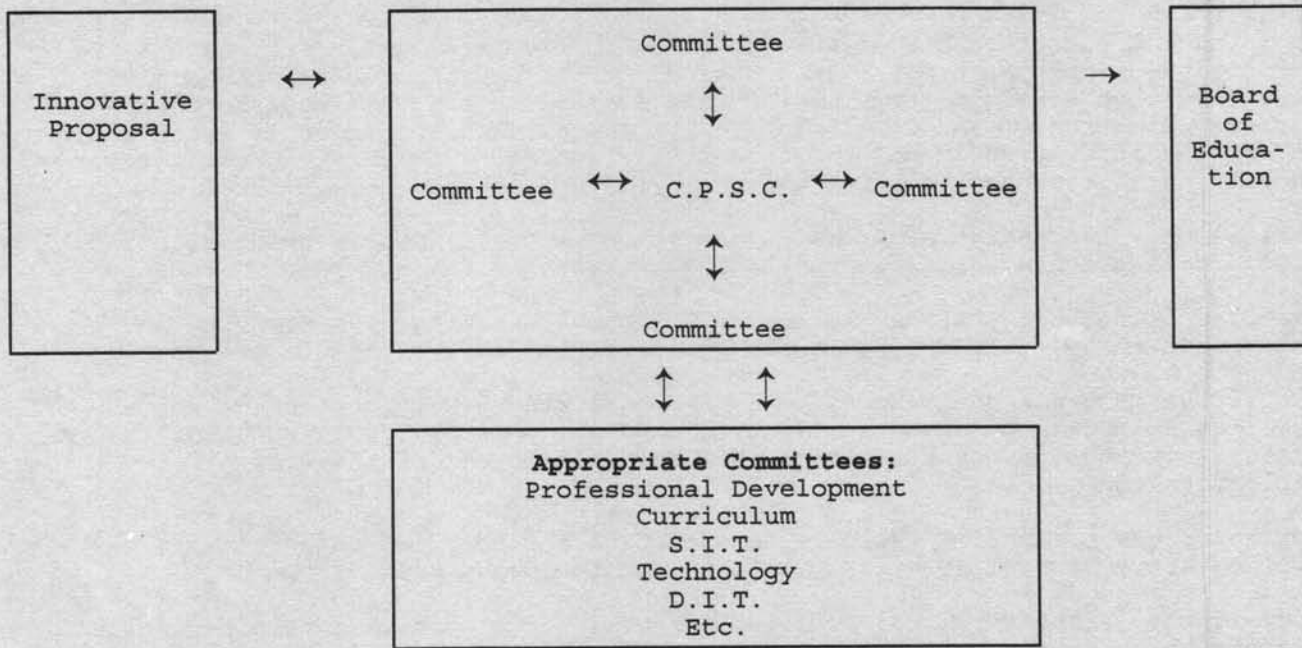 Innovative
Proposal
Committee
↔
↕
Committee ↔ C.P.S.C. ↔ Committee
↕
Committee
→
Board
of
Educa-
tion
↕ ↕
Appropriate Committees:
Professional Development
Curriculum
S.I.T.
Technology
D.I.T.
Etc.